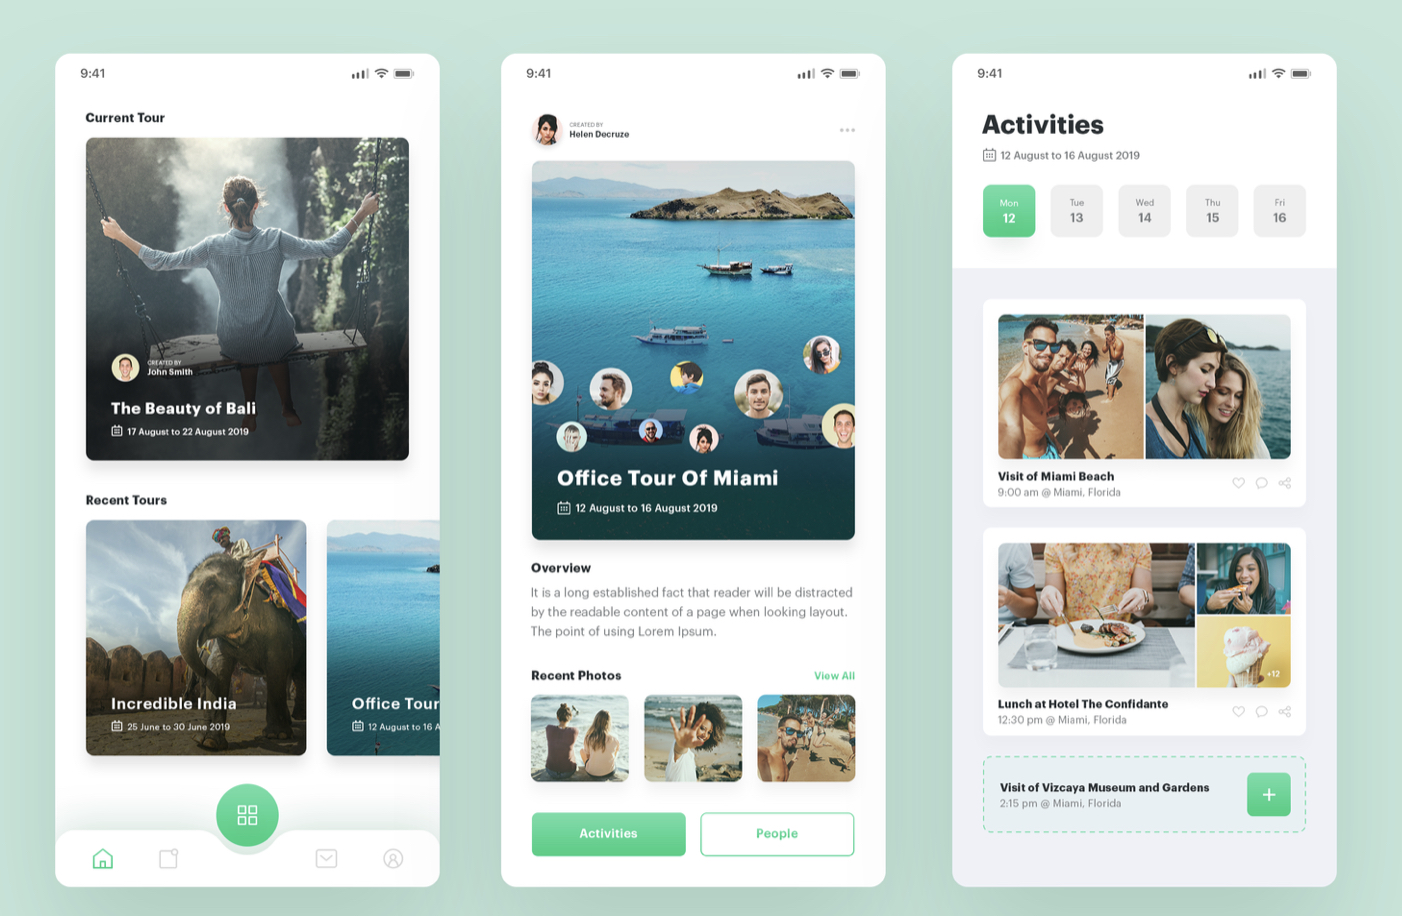 9:41
Current Tour
CREATED BY
John Smith
The Beauty of Bali
17 August to 22 August 2019
Recent Tours
Incredible India
25 June to 30 June 2019
Office Tour
12 August to 16 A
9:41
CREATED BY
Helen Decruze
Office Tour Of Miami
12 August to 16 August 2019
Overview
It is a long established fact that reader will be distracted
by the readable content of a page when looking layout.
The point of using Lorem Ipsum.
Recent Photos
View All
Activities
People
9:41
Activities
12 August to 16 August 2019
Mon
12
Tue
13
Wed
14
Thu
15
Fri
16
Visit of Miami Beach
9:00 am @ Miami, Florida
+12
Lunch at Hotel The Confidante
12:30 pm @ Miami, Florida
Visit of Vizcaya Museum and Gardens
2:15 pm @ Miami, Florida